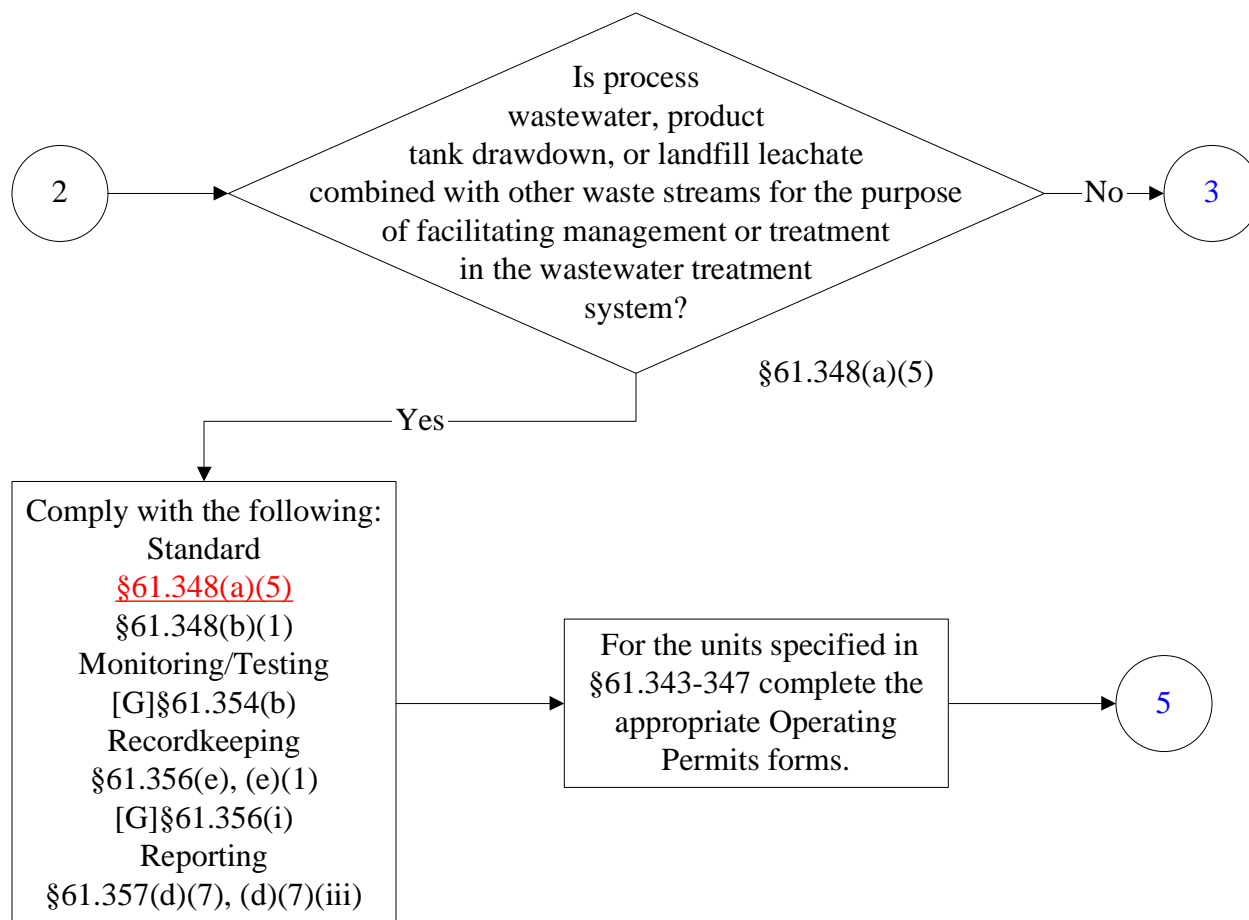 Is process
wastewater, product
tank drawdown, or landfill leachate
combined with other waste streams for the purpose
of facilitating management or treatment
in the wastewater treatment
system?
2
No
3
§61.348(a)(5)
Yes
Comply with the following:
Standard
§61.348(a)(5)
§61.348(b)(1)
Monitoring/Testing
[G]§61.354(b)
Recordkeeping
§61.356(e), (e)(1)
[G]§61.356(i)
Reporting
§61.357(d)(7), (d)(7)(iii)
For the units specified in
§61.343-347 complete the
appropriate Operating
Permits forms.
5